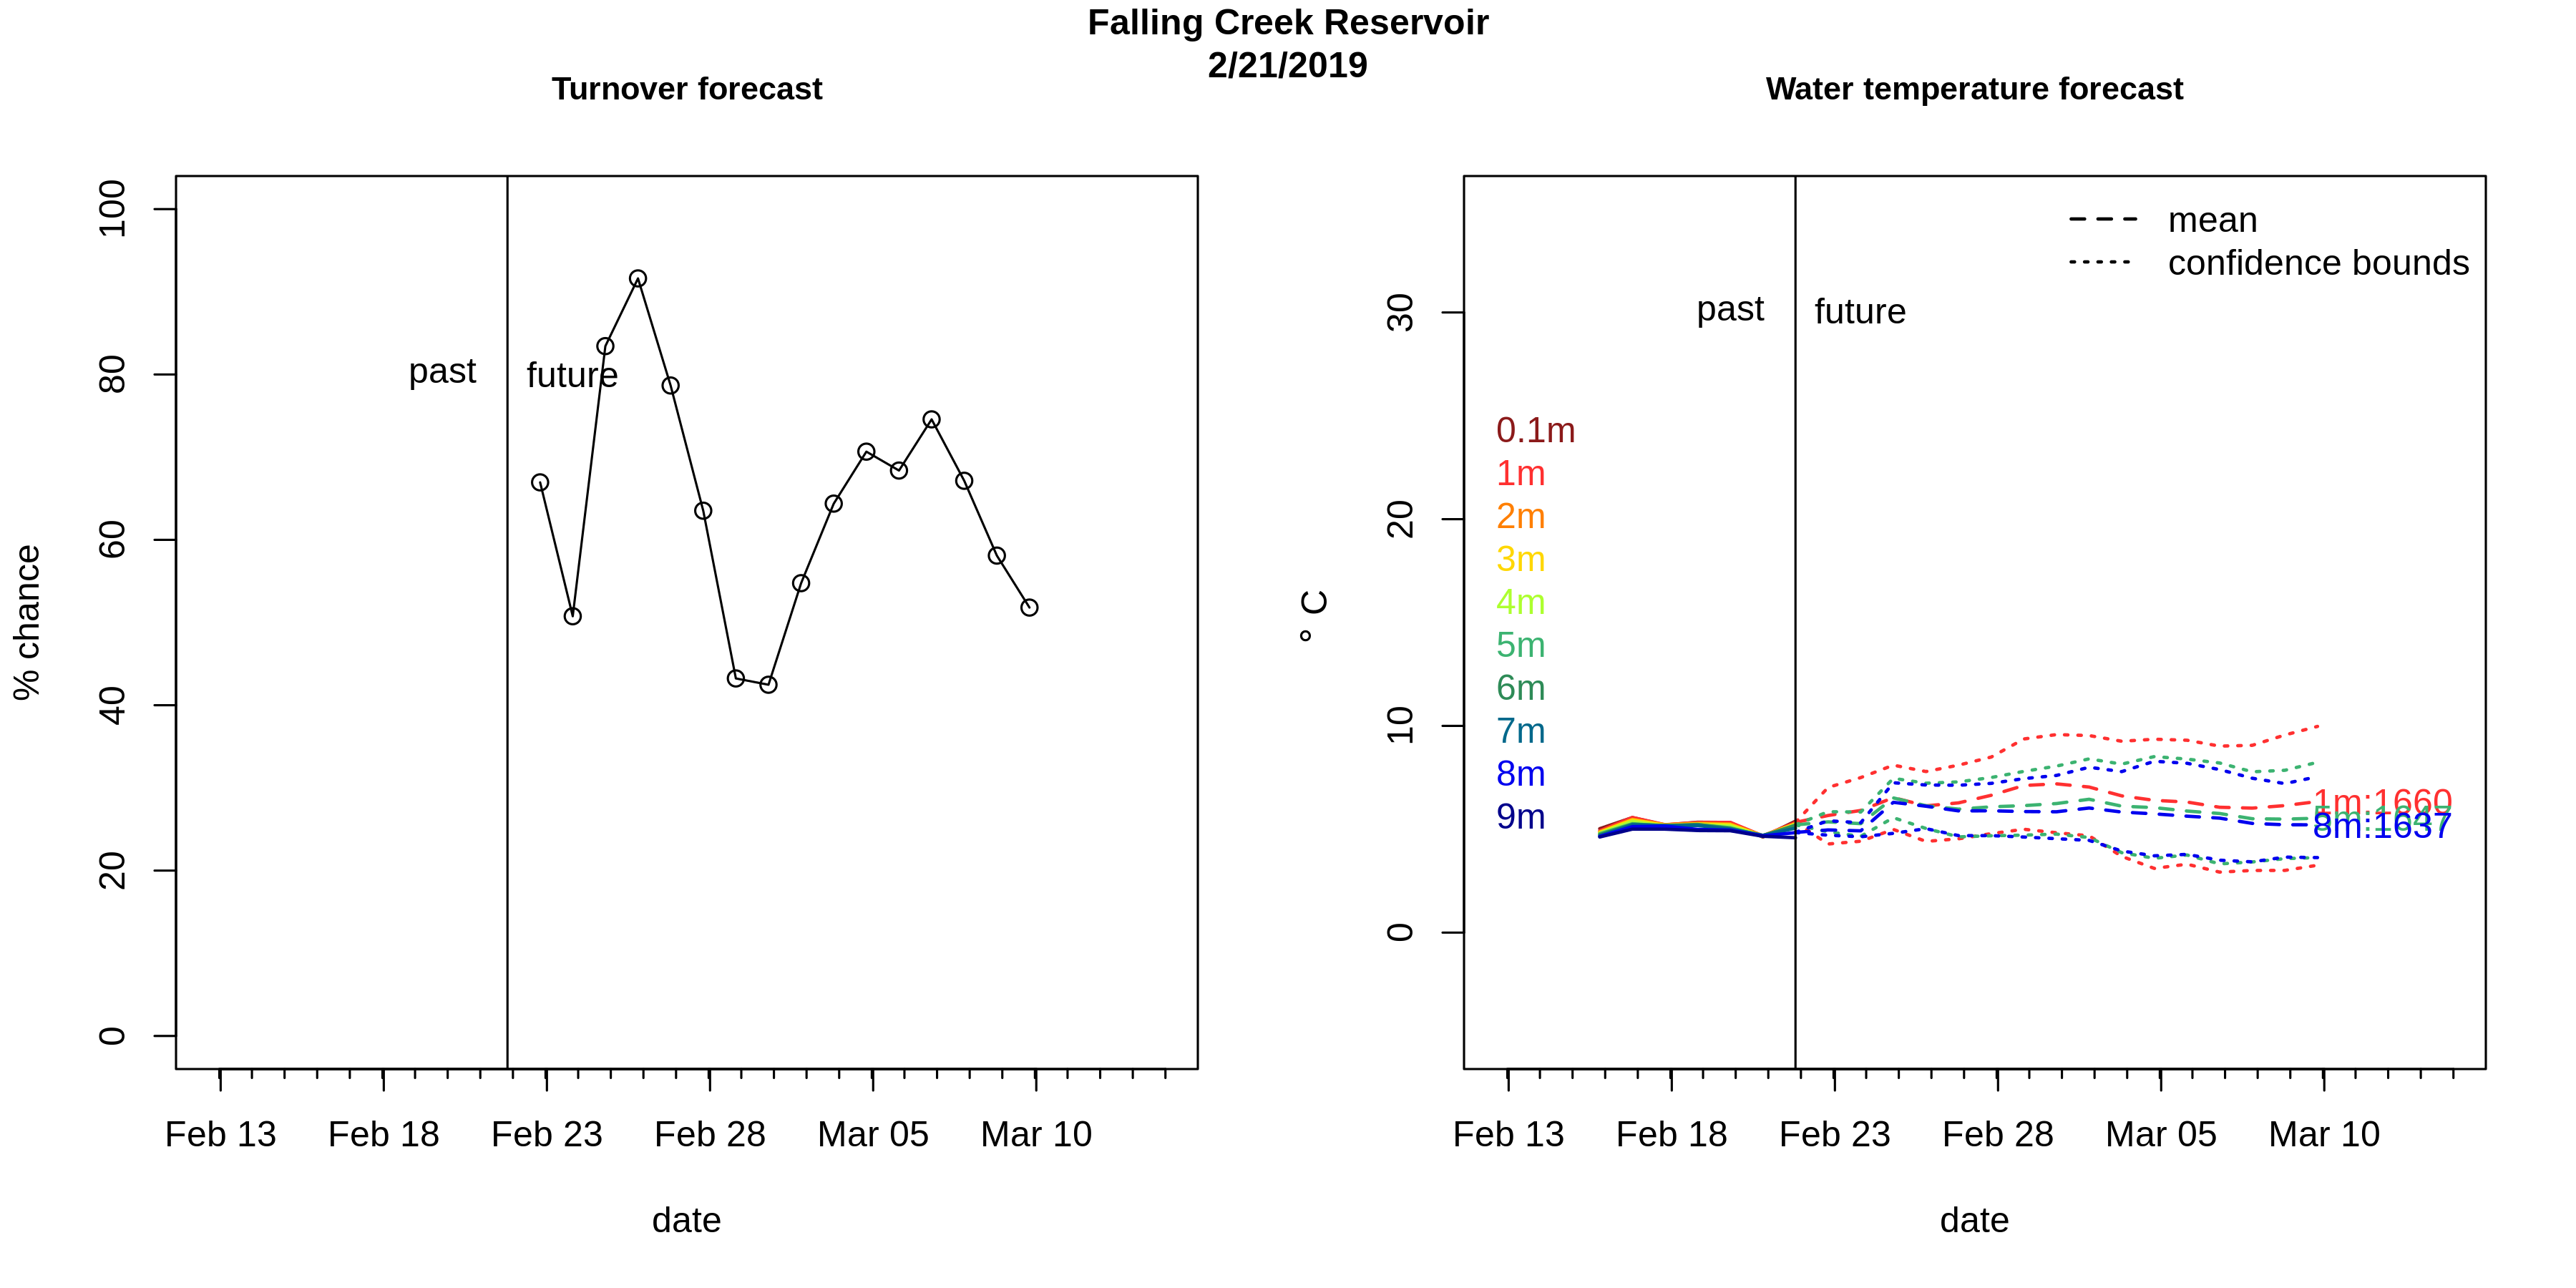 Falling Creek Reservoir
2/21/2019
Turnover forecast
% chance
100
80
60
40
20
0
past
future
Feb 13
Feb 18
Feb 23
Feb 28
Mar 05
Mar 10
date
Water temperature forecast
° C
30
20
10
0
mean
confidence bounds
past
future
0.1m
1m
2m
3m
4m
5m
6m
7m
8m
9m
1m:1660
8m:1637
Feb 13
Feb 18
Feb 23
Feb 28
Mar 05
Mar 10
date